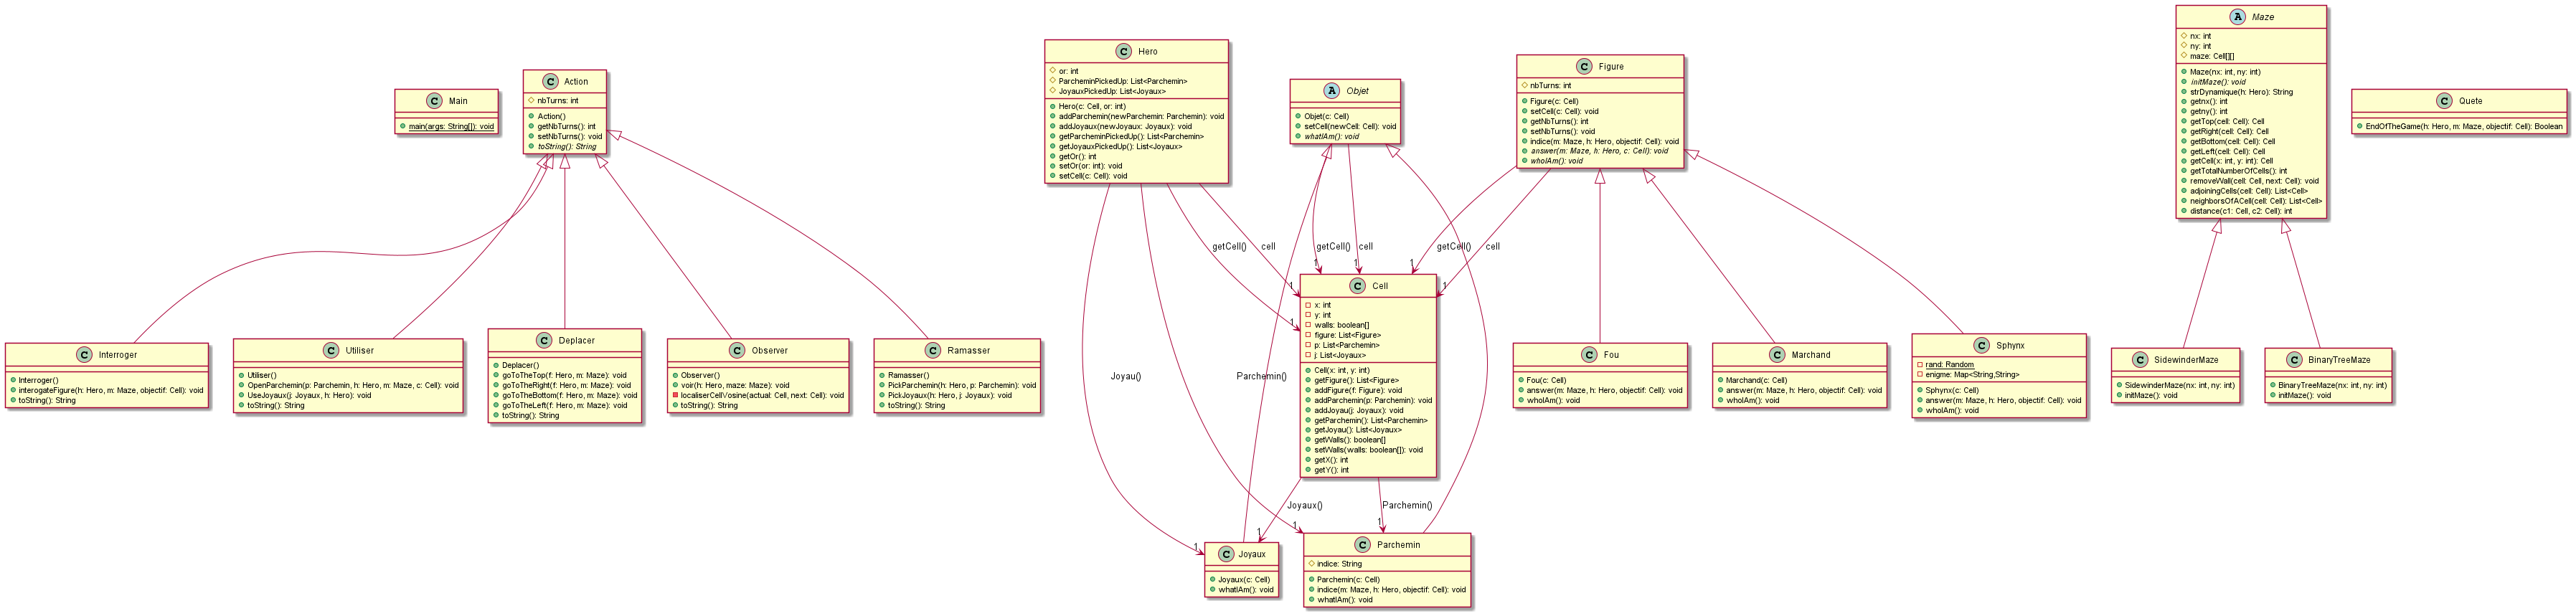 C Main
main(args: String[]): void
C Action
nbTurns: int
Action()
getNbTurns(): int
setNbTurns(): void
toString(): String
C Hero
or: int
ParcheminPickedUp: List<Parchemin>
JoyauxPickedUp: List<Joyaux>
Hero(c: Cell, or: int)
addParchemin(newParchemin: Parchemin): void
addJoyaux(newJoyaux: Joyaux): void
getParcheminPickedUp(): List<Parchemin>
getJoyauxPickedUp(): List<Joyaux>
getOr(): int
setOr(or: int): void
setCell(c: Cell): void
A Objet
Objet(c: Cell)
setCell(newCell: Cell): void
whatIAm(): void
C Figure
nbTurns: int
Figure(c: Cell)
setCell(c: Cell): void
getNbTurns(): int
setNbTurns(): void
indice(m: Maze, h: Hero, objectif: Cell): void
answer(m: Maze, h: Hero, c: Cell): void
whoIAm(): void
A Maze
nx: int
ny: int
maze: Cell[][]
Maze(nx: int, ny: int)
initMaze(): void
strDynamique(h: Hero): String
getnx(): int
getny(): int
getTop(cell: Cell): Cell
getRight(cell: Cell): Cell
getBottom(cell: Cell): Cell
getLeft(cell: Cell): Cell
getCell(x: int, y: int): Cell
getTotalNumberOfCells(): int
removeWall(cell: Cell, next: Cell): void
adjoiningCells(cell: Cell): List<Cell>
neighborsOfACell(cell: Cell): List<Cell>
distance(c1: Cell, c2: Cell): int
C Quete
EndOfTheGame(h: Hero, m: Maze, objectif: Cell): Boolean
getCell()
cell
getCell()
cell
getCell()
cell
1
1
1
1
1
1
C Cell
x: int
y: int
walls: boolean[]
figure: List<Figure>
p: List<Parchemin>
j: List<Joyaux>
Cell(x: int, y: int)
getFigure(): List<Figure>
addFigure(f: Figure): void
addParchemin(p: Parchemin): void
addJoyau(j: Joyaux): void
getParchemin(): List<Parchemin>
getJoyau(): List<Joyaux>
getWalls(): boolean[]
setWalls(walls: boolean[]): void
getX(): int
getY(): int
C Interroger
Interroger()
interogateFigure(h: Hero, m: Maze, objectif: Cell): void
toString(): String
C Utiliser
Utiliser()
OpenParchemin(p: Parchemin, h: Hero, m: Maze, c: Cell): void
UseJoyaux(j: Joyaux, h: Hero): void
toString(): String
C Deplacer
Deplacer()
goToTheTop(f: Hero, m: Maze): void
goToTheRight(f: Hero, m: Maze): void
goToTheBottom(f: Hero, m: Maze): void
goToTheLeft(f: Hero, m: Maze): void
toString(): String
C Observer
Observer()
voir(h: Hero, maze: Maze): void
localiserCellVosine(actual: Cell, next: Cell): void
toString(): String
C Ramasser
Ramasser()
PickParchemin(h: Hero, p: Parchemin): void
PickJoyaux(h: Hero, j: Joyaux): void
toString(): String
Joyau()
Parchemin()
C Fou
Fou(c: Cell)
answer(m: Maze, h: Hero, objectif: Cell): void
whoIAm(): void
C Marchand
Marchand(c: Cell)
answer(m: Maze, h: Hero, objectif: Cell): void
whoIAm(): void
C Sphynx
rand: Random
enigme: Map<String,String>
Sphynx(c: Cell)
answer(m: Maze, h: Hero, objectif: Cell): void
whoIAm(): void
C SidewinderMaze
SidewinderMaze(nx: int, ny: int)
initMaze(): void
C BinaryTreeMaze
BinaryTreeMaze(nx: int, ny: int)
initMaze(): void
Joyaux()
Parchemin()
1
1
1
1
C Joyaux
Joyaux(c: Cell)
whatIAm(): void
C Parchemin
indice: String
Parchemin(c: Cell)
indice(m: Maze, h: Hero, objectif: Cell): void
whatIAm(): void